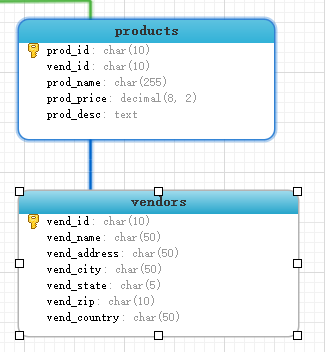 products
prod_id: char(10)
vend_id: char(10)
prod_name: char(255)
prod_price: decimal(8, 2)
prod_desc: text
vendors
vend_id: char(10)
vend_name: char(50)
vend_address: char(50)
vend_city: char(50)
vend_state: char(5)
vend_zip: char(10)
vend_country: char(50)